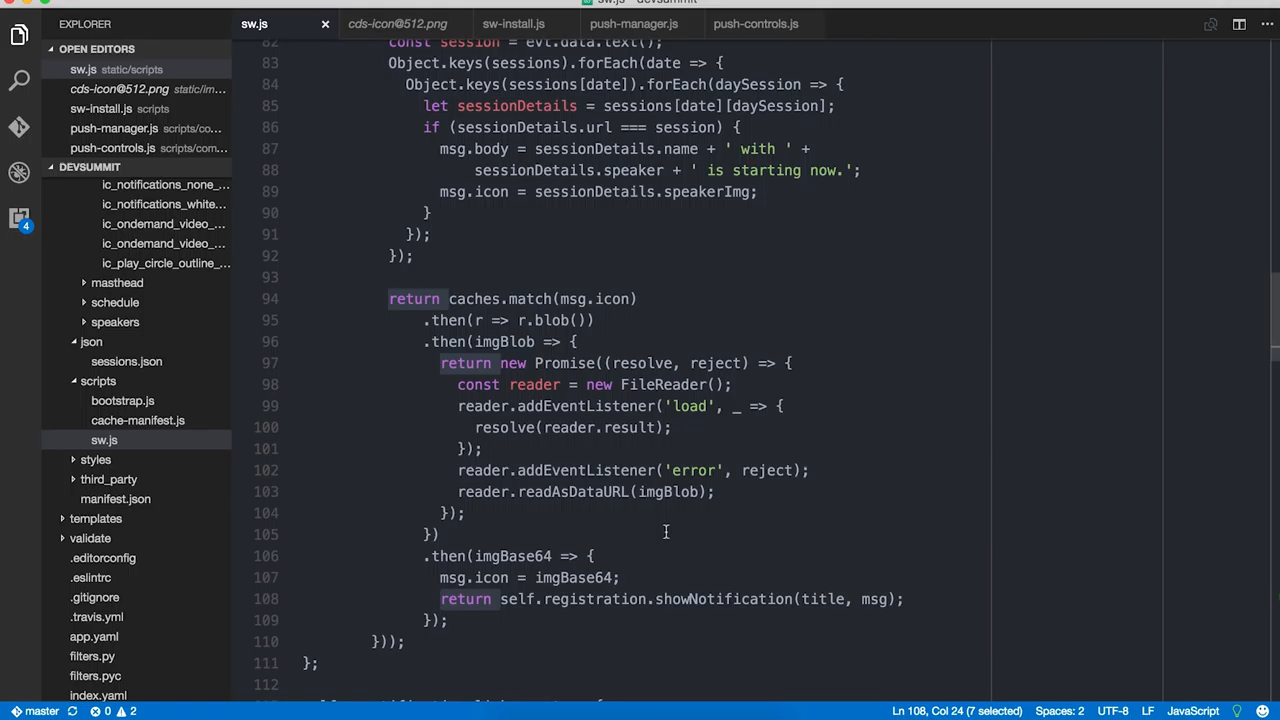 sw.js — devsummit
EXPLORER
sw.js cds-icon@512.png sw-install.js push-manager.js push-controls.js
OPEN EDITORS
sw.js static/scripts
cds-icon@512.png static/im...
sw-install.js scripts
push-manager.js scripts/co...
push-controls.js scripts/com...
DEVSUMMIT
ic_notifications_none_...
ic_notifications_white...
ic_ondemand_video_...
ic_ondemand_video_...
ic_play_circle_outline_...
masthead
schedule
speakers
json
sessions.json
scripts
bootstrap.js
cache-manifest.js
sw.js
styles
third_party
manifest.json
templates
validate
.editorconfig
.eslintrc
.gitignore
.travis.yml
app.yaml
filters.py
filters.pyc
index.yaml
4
82 const session = evt.data.text();
83 Object.keys(sessions).forEach(date => {
84 Object.keys(sessions[date]).forEach(daySession => {
85 let sessionDetails = sessions[date][daySession];
86 if (sessionDetails.url === session) {
87 msg.body = sessionDetails.name + ' with ' +
88 sessionDetails.speaker + ' is starting now.';
89 msg.icon = sessionDetails.speakerImg;
90 }
91 });
92 });
93
94 return caches.match(msg.icon)
95 .then(r => r.blob())
96 .then(imgBlob => {
97 return new Promise((resolve, reject) => {
98 const reader = new FileReader();
99 reader.addEventListener('load', _ => {
100 resolve(reader.result);
101 });
102 reader.addEventListener('error', reject);
103 reader.readAsDataURL(imgBlob);
104 });
105 })
106 .then(imgBase64 => {
107 msg.icon = imgBase64;
108 return self.registration.showNotification(title, msg);
109 });
110 }));
111 };
112
master 0 2 Ln 108, Col 24 (7 selected) Spaces: 2 UTF-8 LF JavaScript